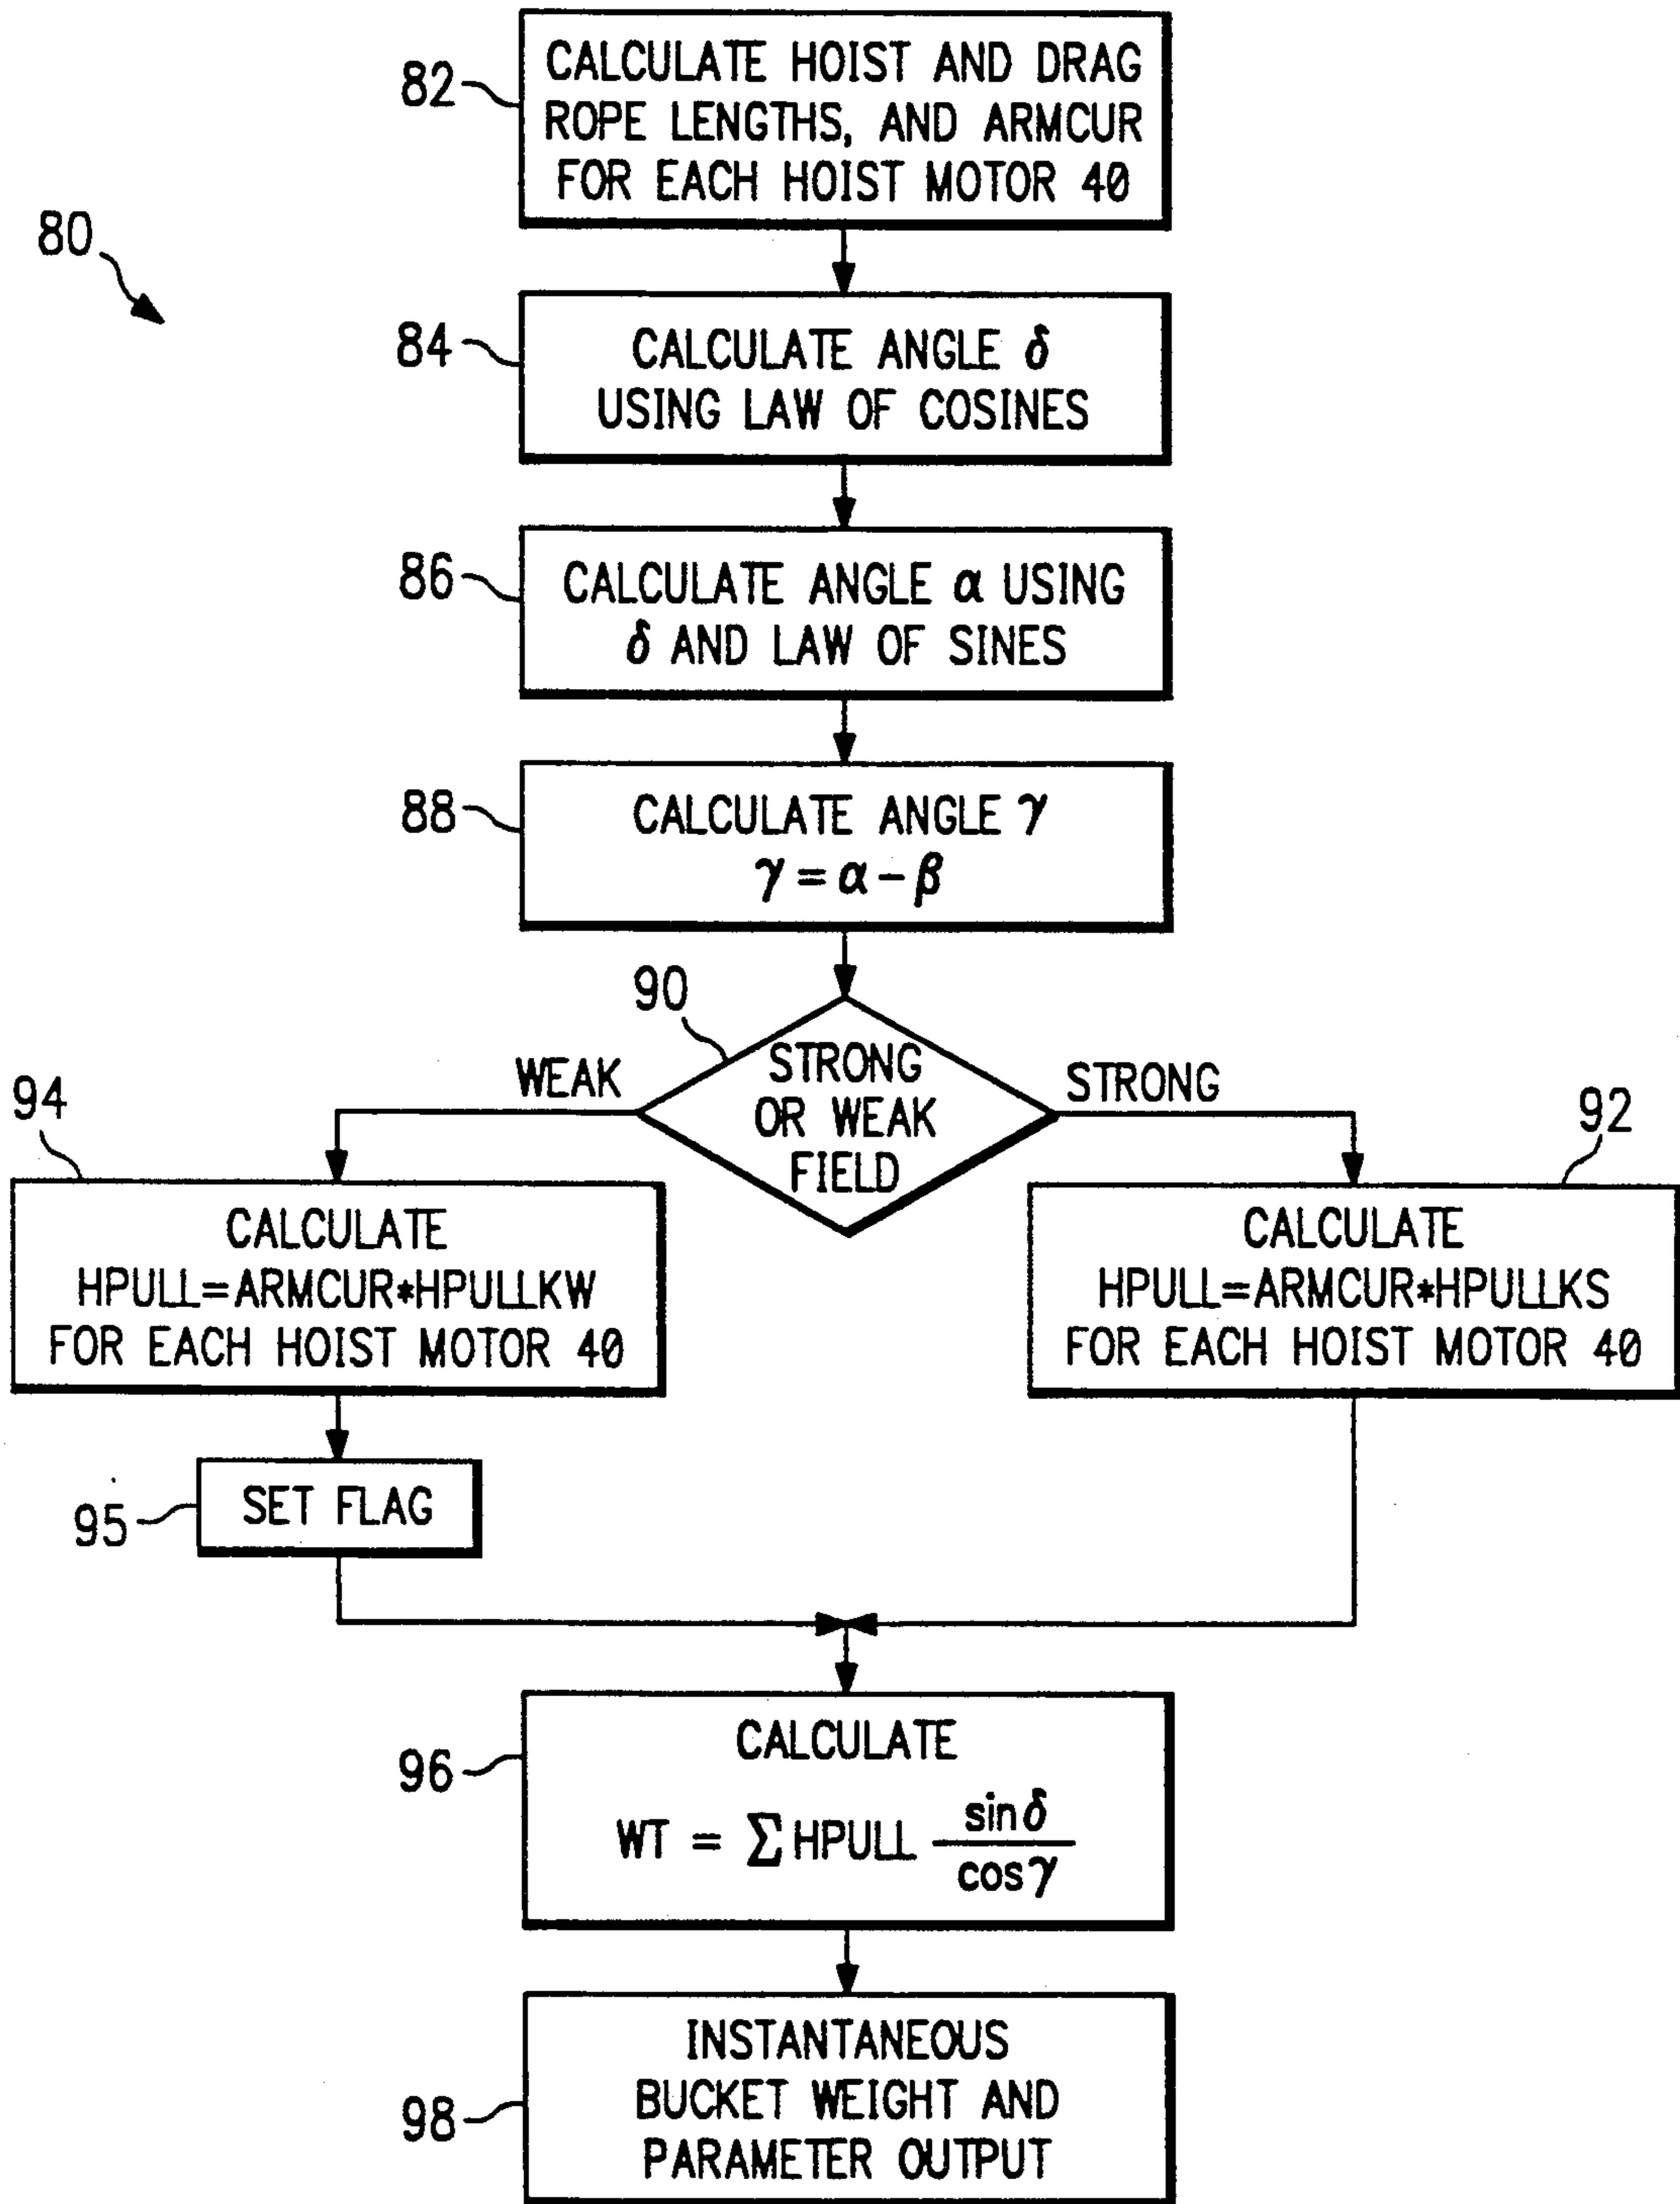 82
CALCULATE HOIST AND DRAG
ROPE LENGTHS, AND ARMCUR
FOR EACH HOIST MOTOR 40
80
84
CALCULATE ANGLE δ
USING LAW OF COSINES
86
CALCULATE ANGLE α USING
δ AND LAW OF SINES
88
CALCULATE ANGLE γ
γ = α - β
90
STRONG
OR WEAK
FIELD
WEAK
STRONG
94
CALCULATE
HPULL=ARMCUR*HPULLKW
FOR EACH HOIST MOTOR 40
92
CALCULATE
HPULL=ARMCUR*HPULLKS
FOR EACH HOIST MOTOR 40
95
SET FLAG
96
CALCULATE
WT = Σ HPULL sinδ / cosγ
98
INSTANTANEOUS
BUCKET WEIGHT AND
PARAMETER OUTPUT